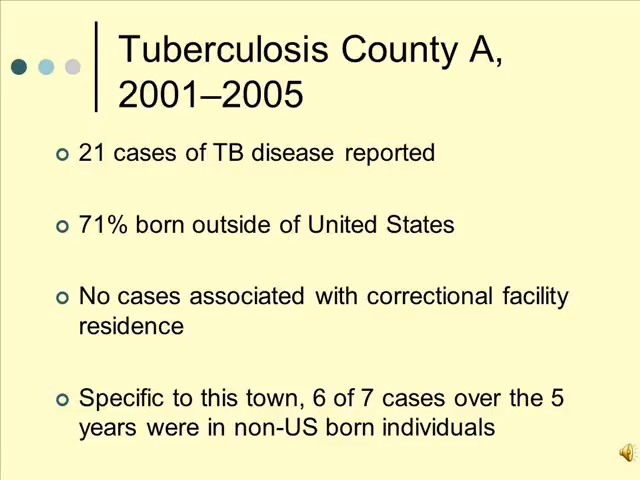 Tuberculosis County A,
2001–2005
21 cases of TB disease reported
71% born outside of United States
No cases associated with correctional facility
residence
Specific to this town, 6 of 7 cases over the 5
years were in non-US born individuals